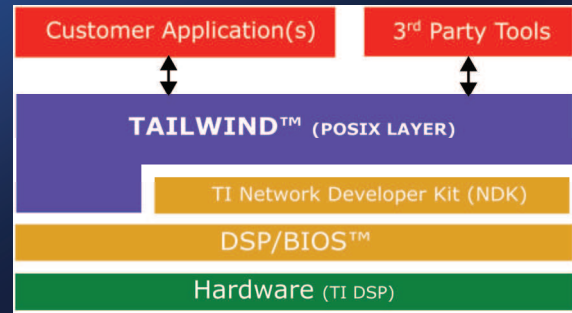 Customer Application(s)
3rd Party Tools
TAILWIND™ (POSIX LAYER)
TI Network Developer Kit (NDK)
DSP/BIOS™
Hardware (TI DSP)